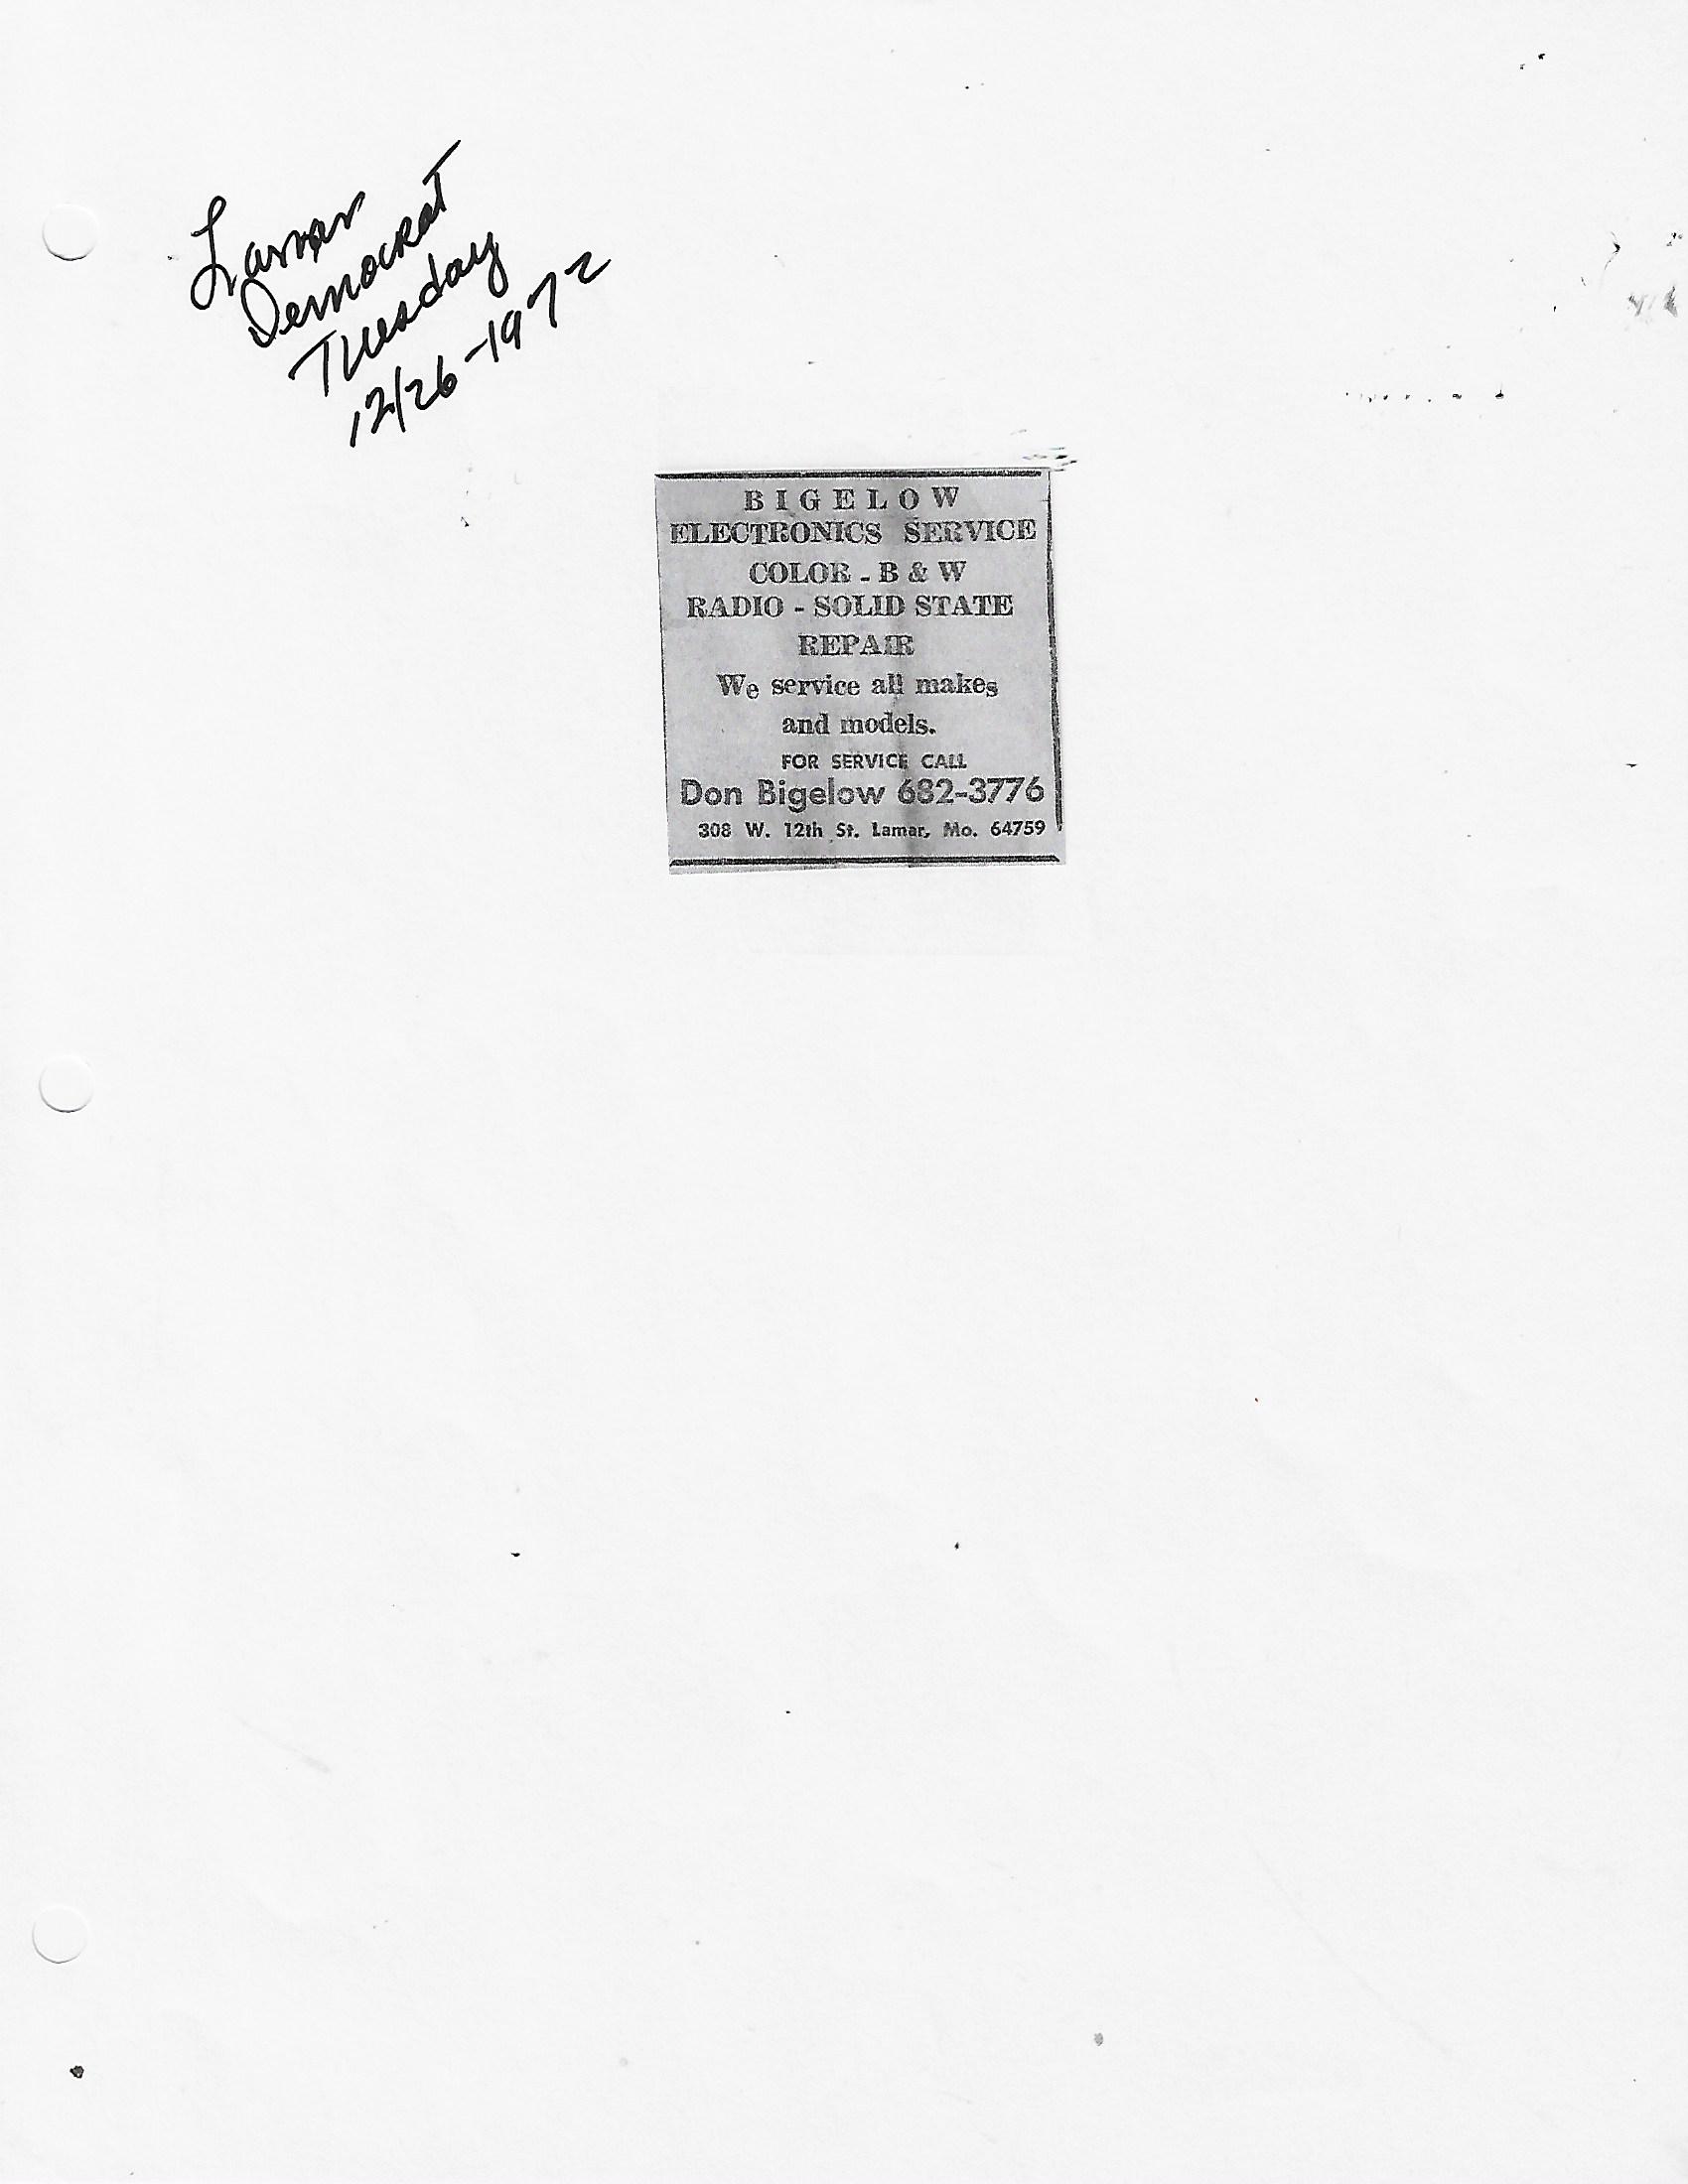 Lamar
Democrat
Tuesday
12/26-1972
BIGELOW
ELECTRONICS SERVICE
COLOR - B & W
RADIO - SOLID STATE
REPAIR
We service all makes
and models.
FOR SERVICE CALL
Don Bigelow 682-3776
308 W. 12th St. Lamar, Mo. 64759